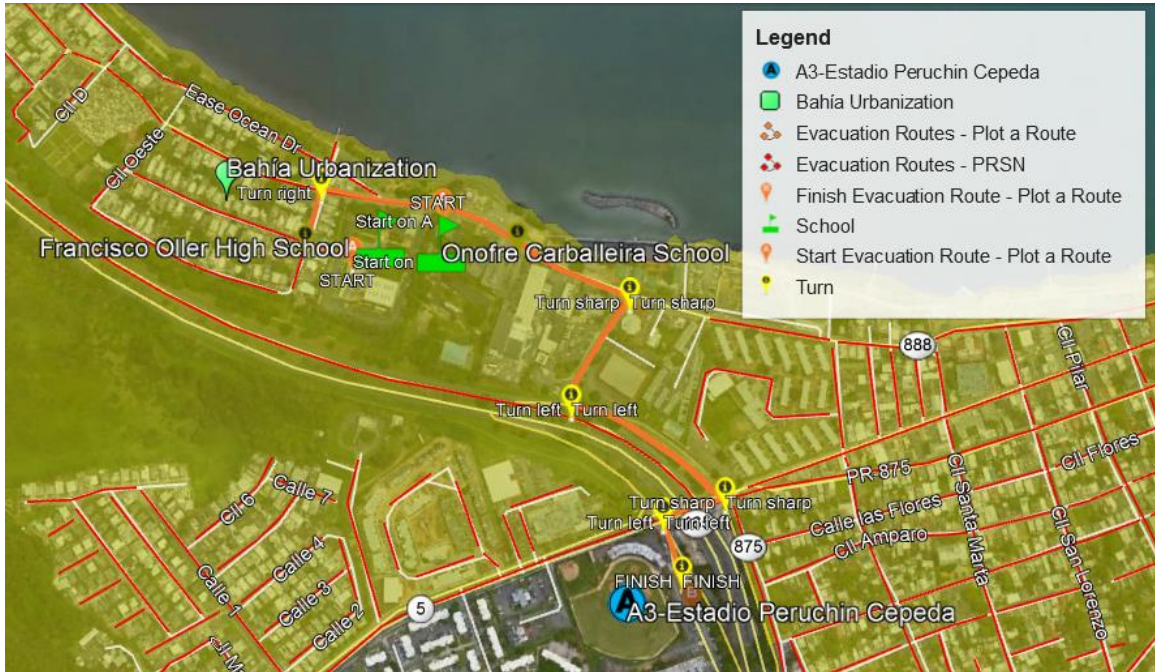 Legend
A3-Estadio Peruchin Cepeda
Bahía Urbanization
Evacuation Routes - Plot a Route
Evacuation Routes - PRSN
Finish Evacuation Route - Plot a Route
School
Start Evacuation Route - Plot a Route
Turn
Cll D
Ease Ocean Dr
Cll Oeste
Bahía Urbanization
Turn right
START
Start on A
Francisco Oller High School
Start on
Onofre Carballeira School
START
Turn sharp Turn sharp
888
Cll Pilar
Turn left Turn left
PR-875
Cll Flores
Cll 6
Calle 7
Turn sharp Turn sharp
Turn left Turn left
Calle las Flores
Cll Santa Marta
Cll Amparo
875
Cll San Lorenzo
Calle 4
Calle 3
Calle 1
Calle 2
5
FINISH FINISH
A
A3-Estadio Peruchin Cepeda